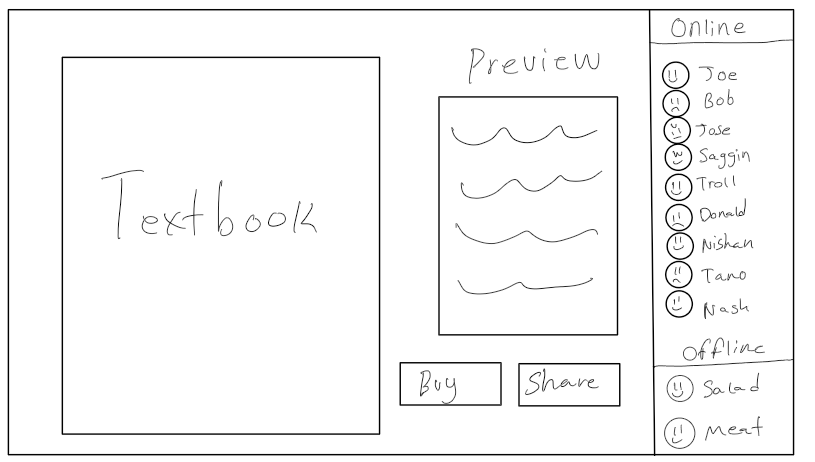 Textbook
Preview
Buy
Share
Online
Joe
Bob
Jose
Saggin
Troll
Donald
Nishan
Tano
Nash
Offline
Salad
Meat